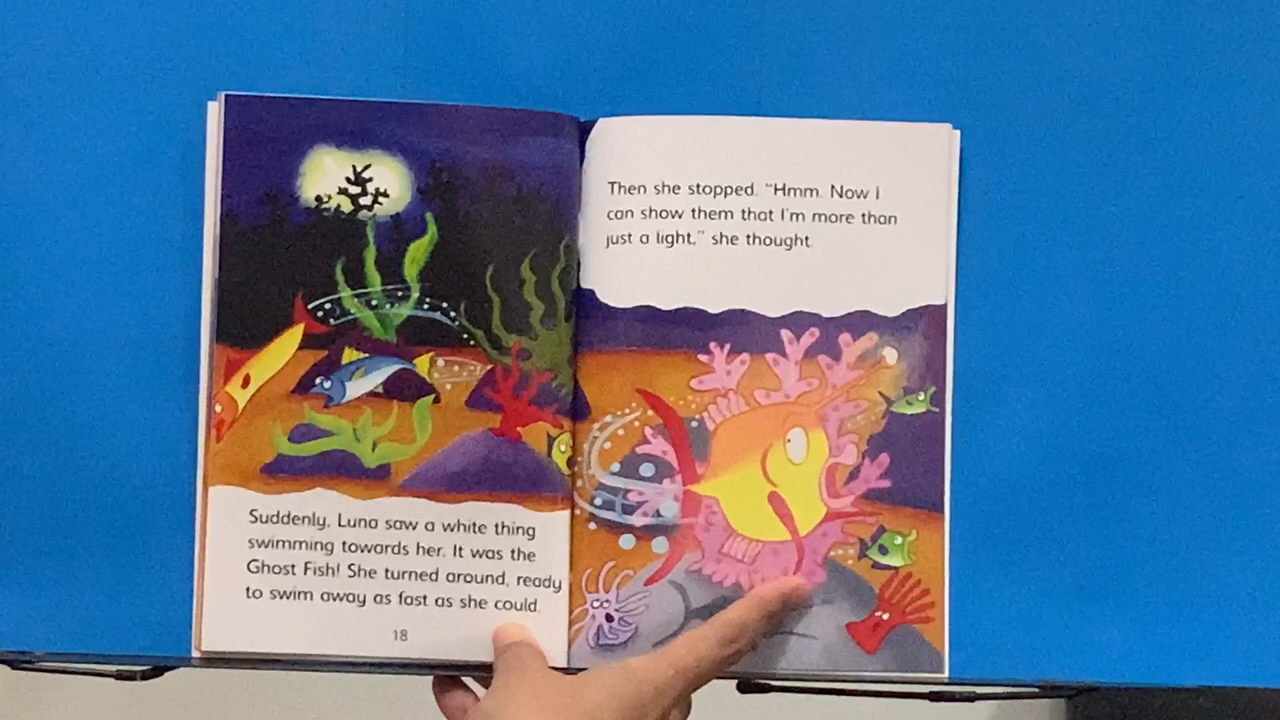 Suddenly, Luna saw a white thing
swimming towards her. It was the
Ghost Fish! She turned around, ready
to swim away as fast as she could.
18
Then she stopped. “Hmm. Now I
can show them that I'm more than
just a light,” she thought.